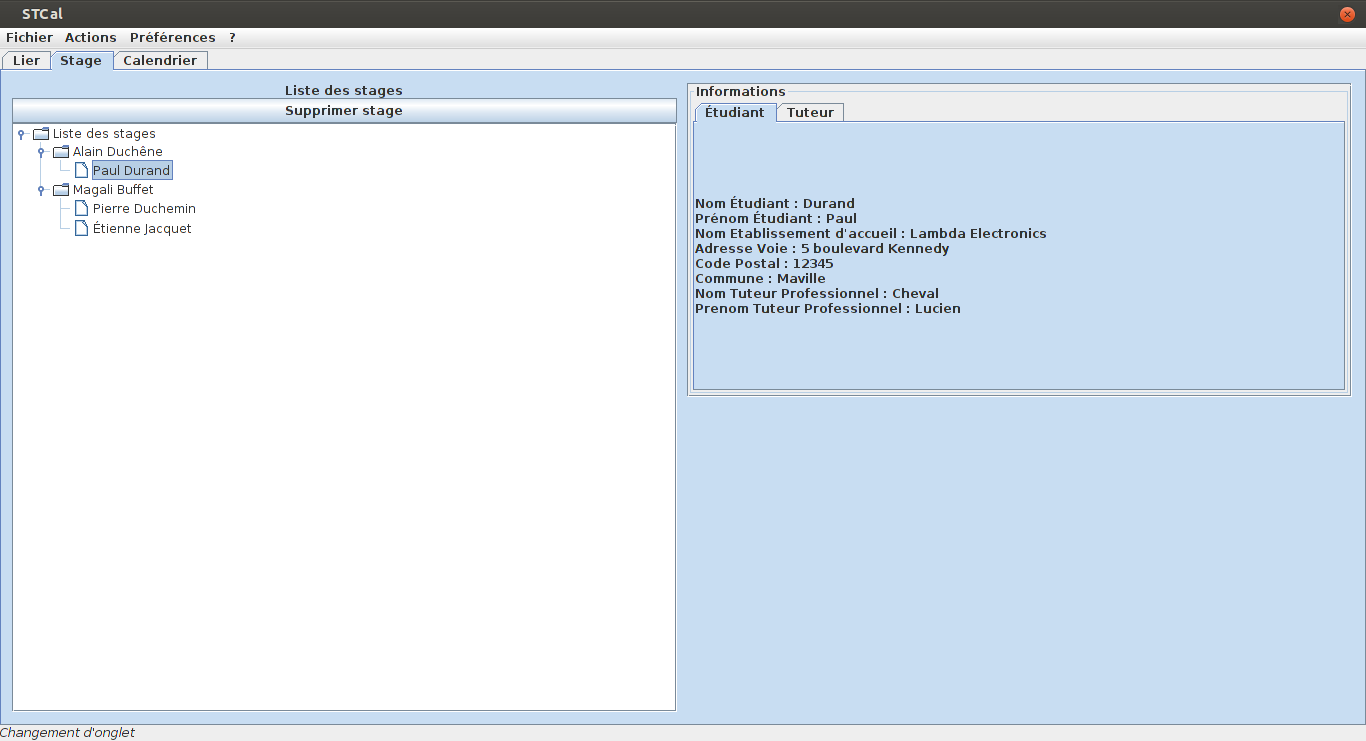 STCal
Fichier Actions Préférences ?
Lier Stage Calendrier
Liste des stages
Supprimer stage
Liste des stages
Alain Duchêne
Paul Durand
Magali Buffet
Pierre Duchemin
Étienne Jacquet
Informations
Étudiant Tuteur
Nom Étudiant : Durand
Prénom Étudiant : Paul
Nom Etablissement d'accueil : Lambda Electronics
Adresse Voie : 5 boulevard Kennedy
Code Postal : 12345
Commune : Maville
Nom Tuteur Professionnel : Cheval
Prenom Tuteur Professionnel : Lucien
Changement d'onglet